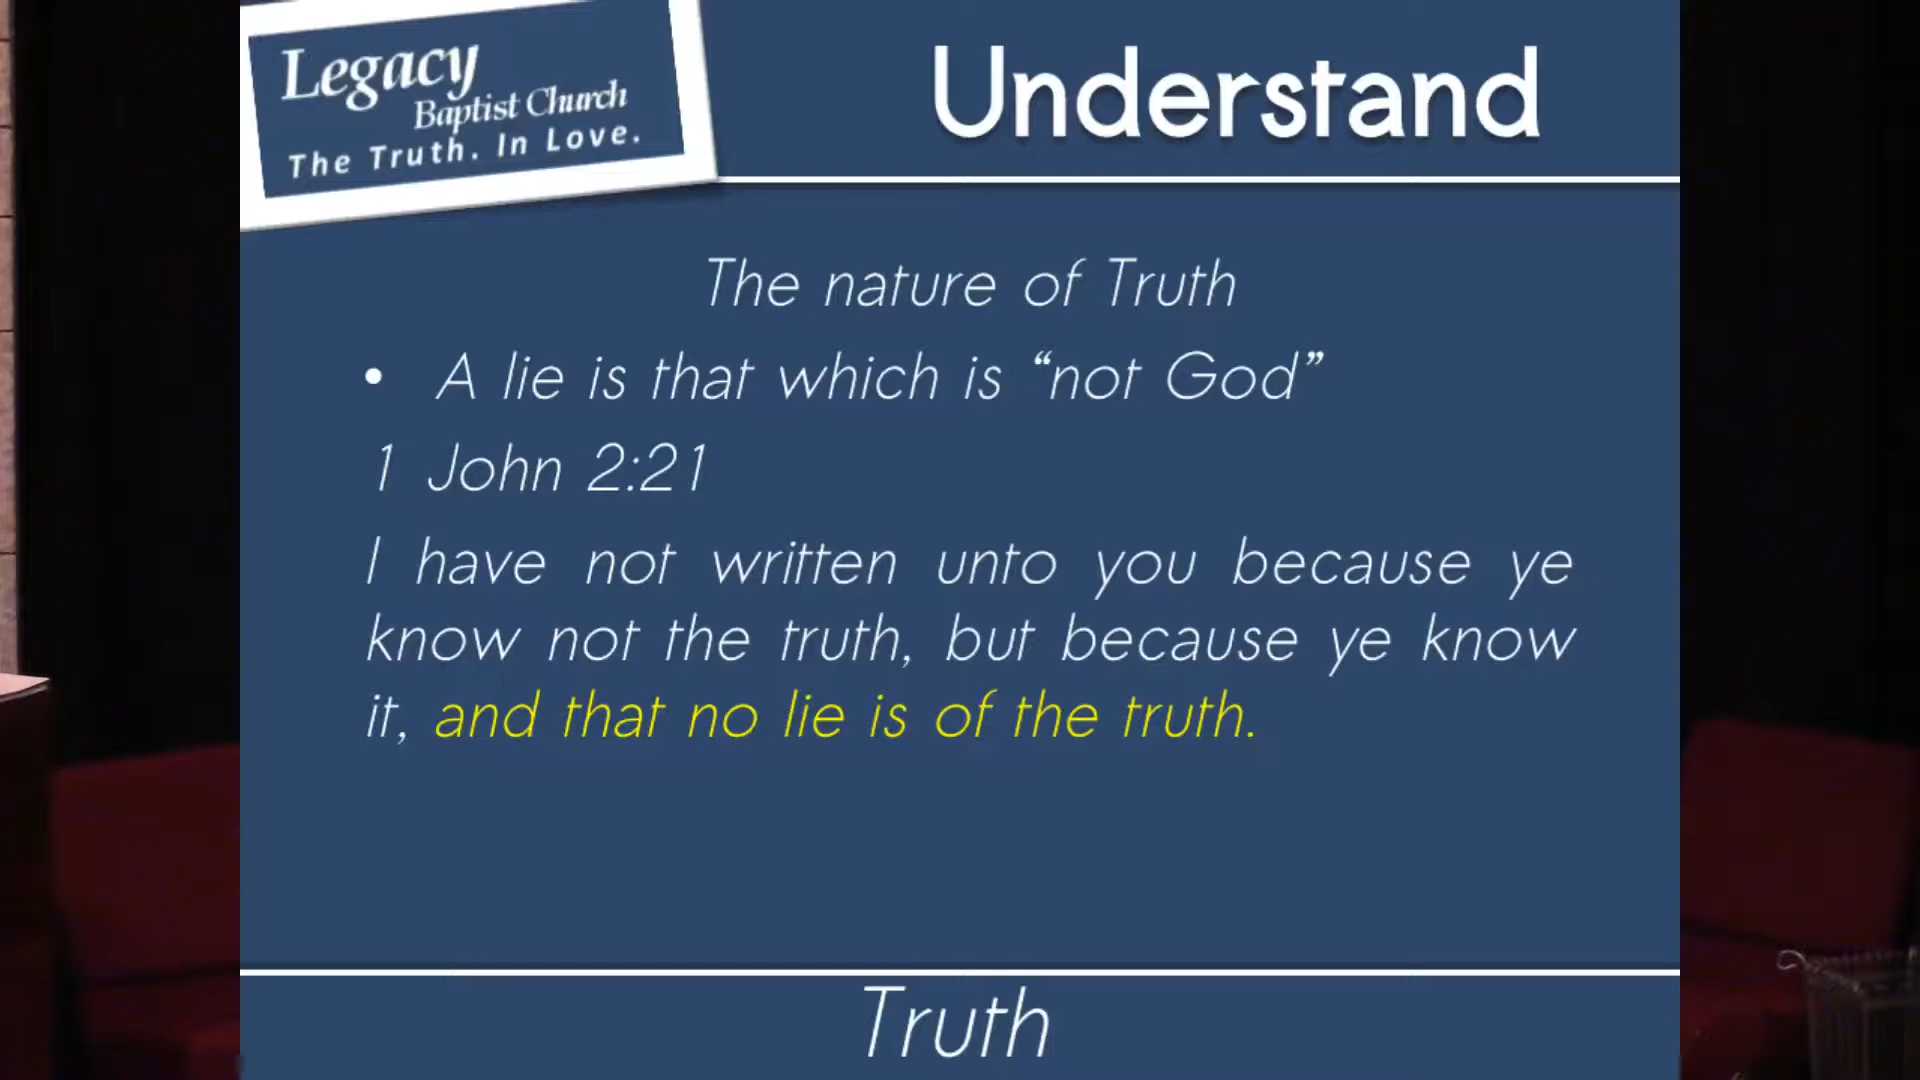 Legacy
Baptist Church
The Truth. In Love.
Understand
The nature of Truth
• A lie is that which is “not God”
1 John 2:21
I have not written unto you because ye
know not the truth, but because ye know
it, and that no lie is of the truth.
Truth